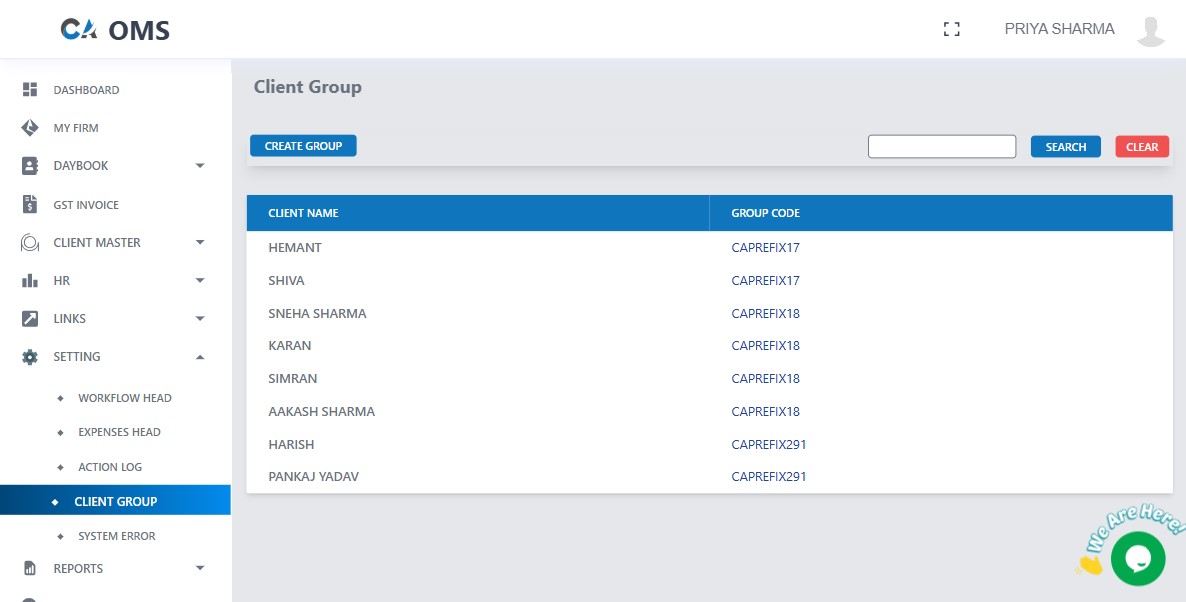 CA OMS
PRIYA SHARMA
DASHBOARD
MY FIRM
DAYBOOK
GST INVOICE
CLIENT MASTER
HR
LINKS
SETTING
WORKFLOW HEAD
EXPENSES HEAD
ACTION LOG
CLIENT GROUP
SYSTEM ERROR
REPORTS
Client Group
CREATE GROUP
SEARCH
CLEAR
CLIENT NAME GROUP CODE
HEMANT CAPREFIX17
SHIVA CAPREFIX17
SNEHA SHARMA CAPREFIX18
KARAN CAPREFIX18
SIMRAN CAPREFIX18
AAKASH SHARMA CAPREFIX18
HARISH CAPREFIX291
PANKAJ YADAV CAPREFIX291
We Are Here!